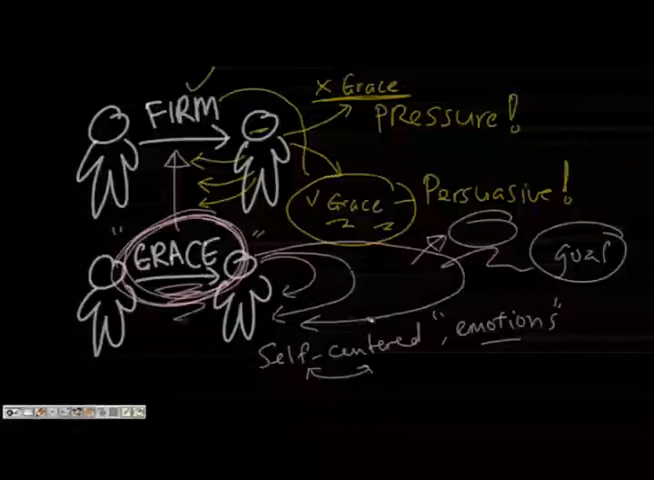 FIRM
x Grace
PRessure!
✓ Grace
Persuasive!
"GRACE"
goal
Self-centered", emotions"